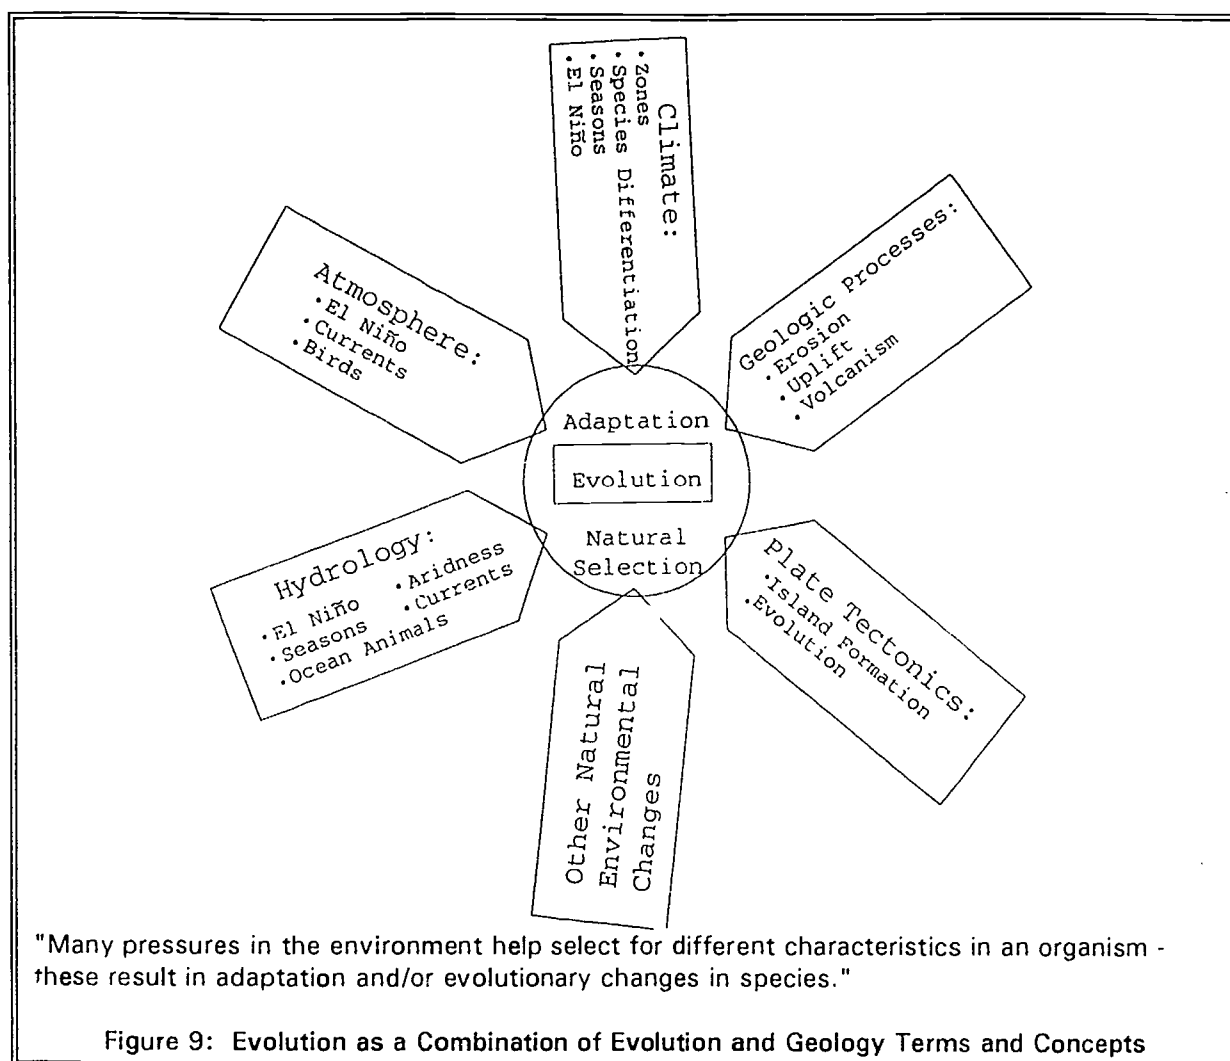 Climate:
• Zones
• Species Differentiation
• Seasons
• El Niño
Geologic Processes:
• Erosion
• Uplift
• Volcanism
Atmosphere:
• El Niño
• Currents
• Birds
Adaptation
Evolution
Natural
Selection
Hydrology:
• El Niño • Aridness
• Seasons • Currents
• Ocean Animals
Plate Tectonics:
• Island Formation
• Evolution
Other Natural
Environmental
Changes
"Many pressures in the environment help select for different characteristics in an organism -
these result in adaptation and/or evolutionary changes in species."
Figure 9: Evolution as a Combination of Evolution and Geology Terms and Concepts